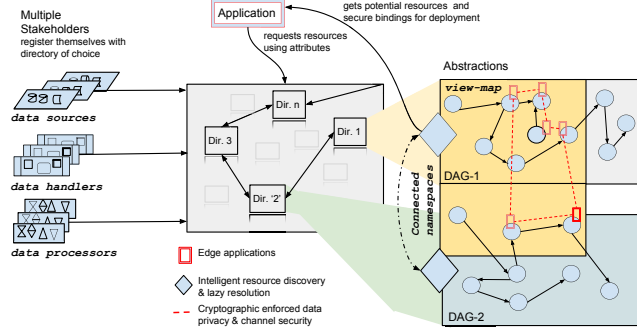 Multiple
Stakeholders
register themselves with
directory of choice
data sources
data handlers
data processors
Application
gets potential resources and
secure bindings for deployment
requests resources
using attributes
Dir. n
Dir. 1
Dir. 3
Dir. '2'
Edge applications
Intelligent resource discovery
& lazy resolution
Cryptographic enforced data
privacy & channel security
Abstractions
view-map
DAG-1
Connected
namespaces
DAG-2